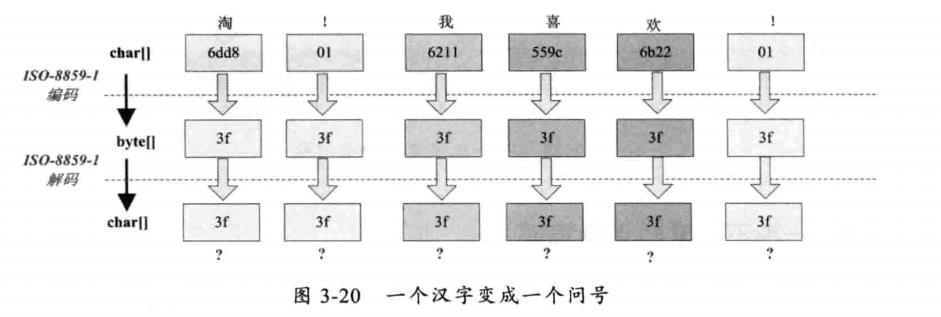 淘 ! 我 喜 欢 !
char[] 6dd8 01 6211 559c 6b22 01
ISO-8859-1
编码
byte[] 3f 3f 3f 3f 3f 3f
ISO-8859-1
解码
char[] 3f 3f 3f 3f 3f 3f
? ? ? ? ? ?
图 3-20 一个汉字变成一个问号